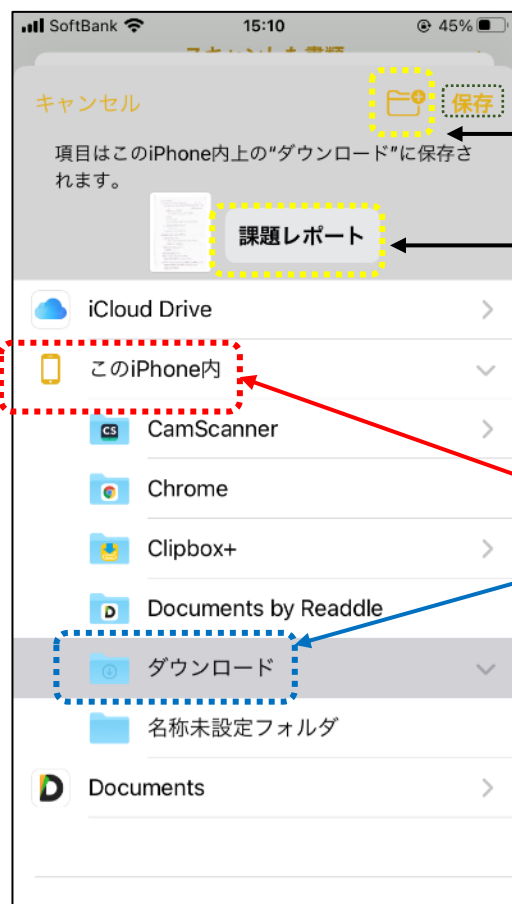 SoftBank 15:10 45%
キャンセル 保存
項目はこのiPhone内上の“ダウンロード”に保存さ
れます。
課題レポート
iCloud Drive
このiPhone内
CS CamScanner
Chrome
Clipbox+
D Documents by Readdle
ダウンロード
名称未設定フォルダ
D Documents